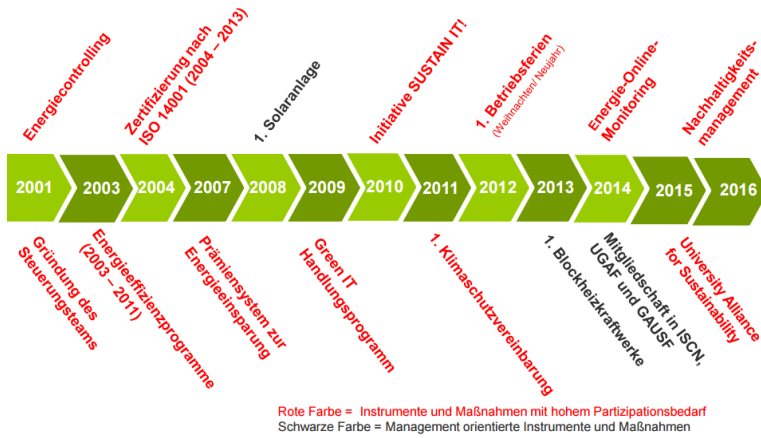 Energiecontrolling
Zertifizierung nach
ISO 14001 (2004 – 2013)
1. Solaranlage
Initiative SUSTAIN IT!
1. Betriebsferien
(Weihnachten/ Neujahr)
Energie-Online-
Monitoring
Nachhaltigkeits-
management
2001 2003 2004 2007 2008 2009 2010 2011 2012 2013 2014 2015 2016
Gründung des
Steuerungsteams
Energieeffizienzprogramme
(2003 – 2011)
Prämiensystem zur
Energieeinsparung
Green IT
Handlungsprogramm
1. Klimaschutzvereinbarung
1. Blockheizkraftwerke
Mitgliedschaft in ISCN,
UGAF und GAUSF
University Alliance
for Sustainability
Rote Farbe = Instrumente und Maßnahmen mit hohem Partizipationsbedarf
Schwarze Farbe = Management orientierte Instrumente und Maßnahmen